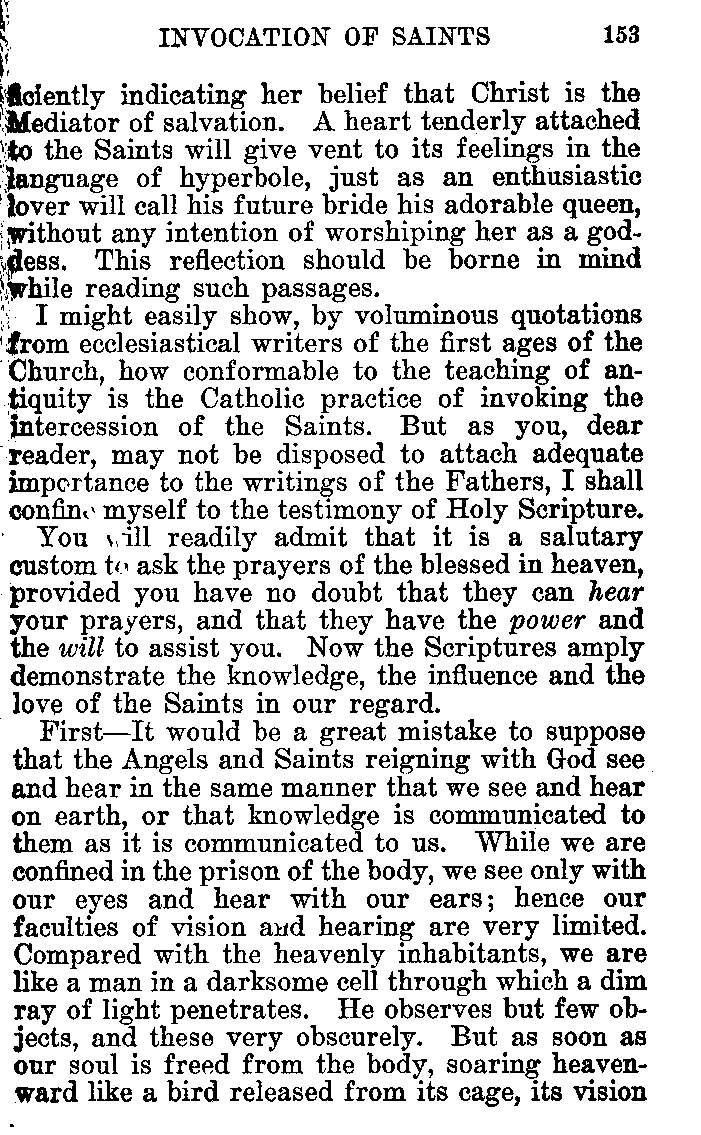 INVOCATION OF SAINTS 153
ficiently indicating her belief that Christ is the
Mediator of salvation. A heart tenderly attached
to the Saints will give vent to its feelings in the
language of hyperbole, just as an enthusiastic
lover will call his future bride his adorable queen,
without any intention of worshiping her as a god-
dess. This reflection should be borne in mind
while reading such passages.
I might easily show, by voluminous quotations
from ecclesiastical writers of the first ages of the
Church, how conformable to the teaching of an-
tiquity is the Catholic practice of invoking the
intercession of the Saints. But as you, dear
reader, may not be disposed to attach adequate
importance to the writings of the Fathers, I shall
confine myself to the testimony of Holy Scripture.
You will readily admit that it is a salutary
custom to ask the prayers of the blessed in heaven,
provided you have no doubt that they can hear
your prayers, and that they have the power and
the will to assist you. Now the Scriptures amply
demonstrate the knowledge, the influence and the
love of the Saints in our regard.
First—It would be a great mistake to suppose
that the Angels and Saints reigning with God see
and hear in the same manner that we see and hear
on earth, or that knowledge is communicated to
them as it is communicated to us. While we are
confined in the prison of the body, we see only with
our eyes and hear with our ears; hence our
faculties of vision and hearing are very limited.
Compared with the heavenly inhabitants, we are
like a man in a darksome cell through which a dim
ray of light penetrates. He observes but few ob-
jects, and these very obscurely. But as soon as
our soul is freed from the body, soaring heaven-
ward like a bird released from its cage, its vision